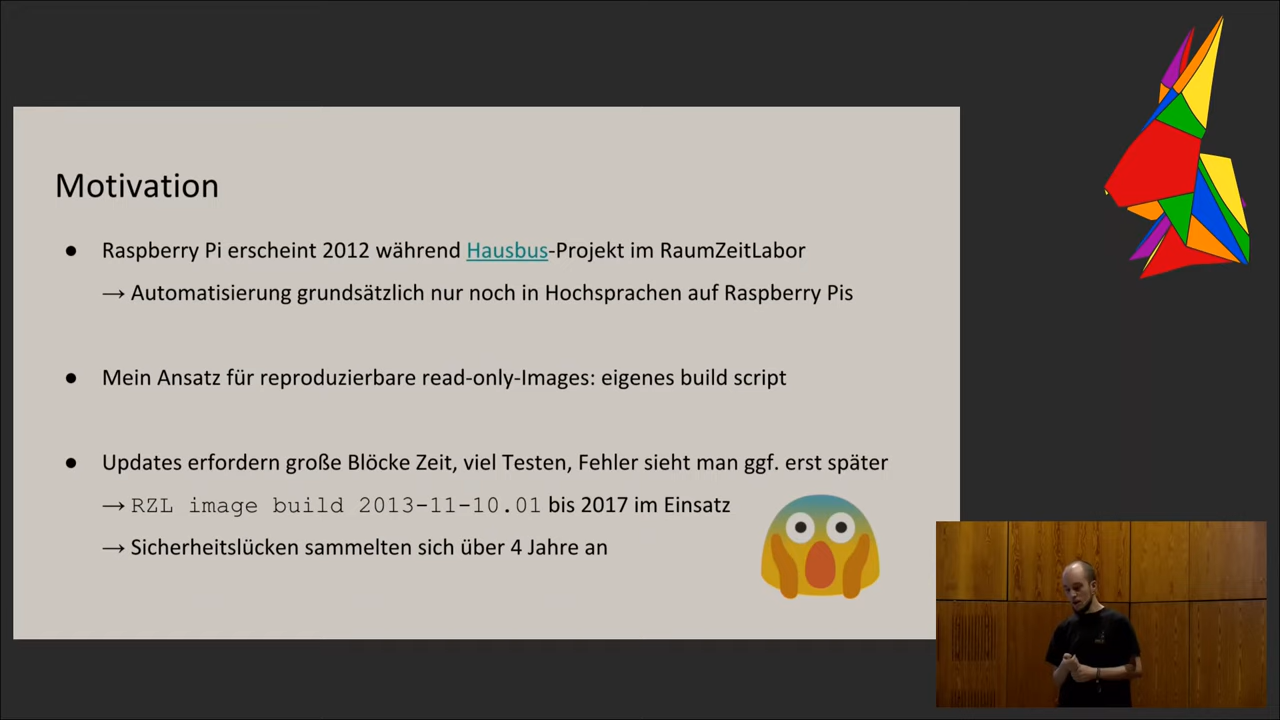 Motivation
● Raspberry Pi erscheint 2012 während Hausbus-Projekt im RaumZeitLabor
→ Automatisierung grundsätzlich nur noch in Hochsprachen auf Raspberry Pis
● Mein Ansatz für reproduzierbare read-only-Images: eigenes build script
● Updates erfordern große Blöcke Zeit, viel Testen, Fehler sieht man ggf. erst später
→ RZL image build 2013-11-10.01 bis 2017 im Einsatz
→ Sicherheitslücken sammelten sich über 4 Jahre an